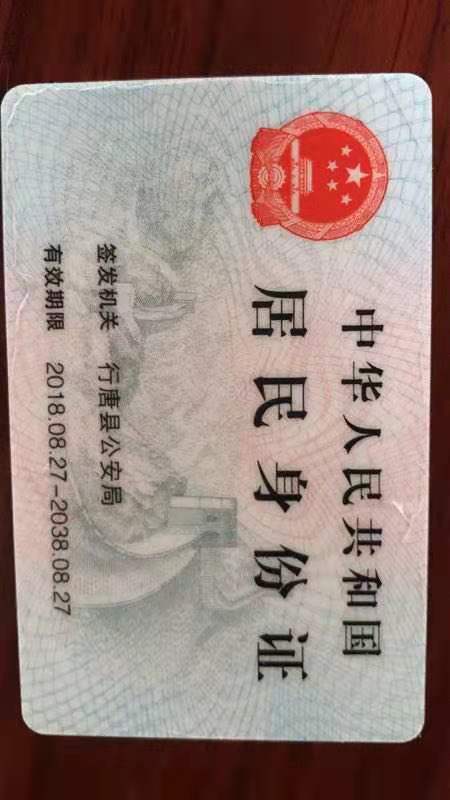 中华人民共和国
居民身份证
签发机关 行唐县公安局
有效期限 2018.08.27-2038.08.27